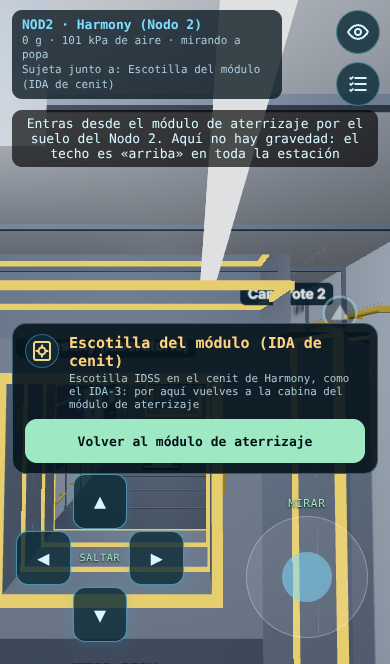 NOD2 · Harmony (Nodo 2)
0 g · 101 kPa de aire · mirando a
popa
Sujeta junto a: Escotilla del módulo
(IDA de cenit)
Entras desde el módulo de aterrizaje por el
suelo del Nodo 2. Aquí no hay gravedad: el
techo es «arriba» en toda la estación
ote 2
Escotilla del módulo (IDA de
cenit)
Escotilla IDSS en el cenit de Harmony, como
el IDA-3: por aquí vuelves a la cabina del
módulo de aterrizaje
Volver al módulo de aterrizaje
MIRAR
SALTAR